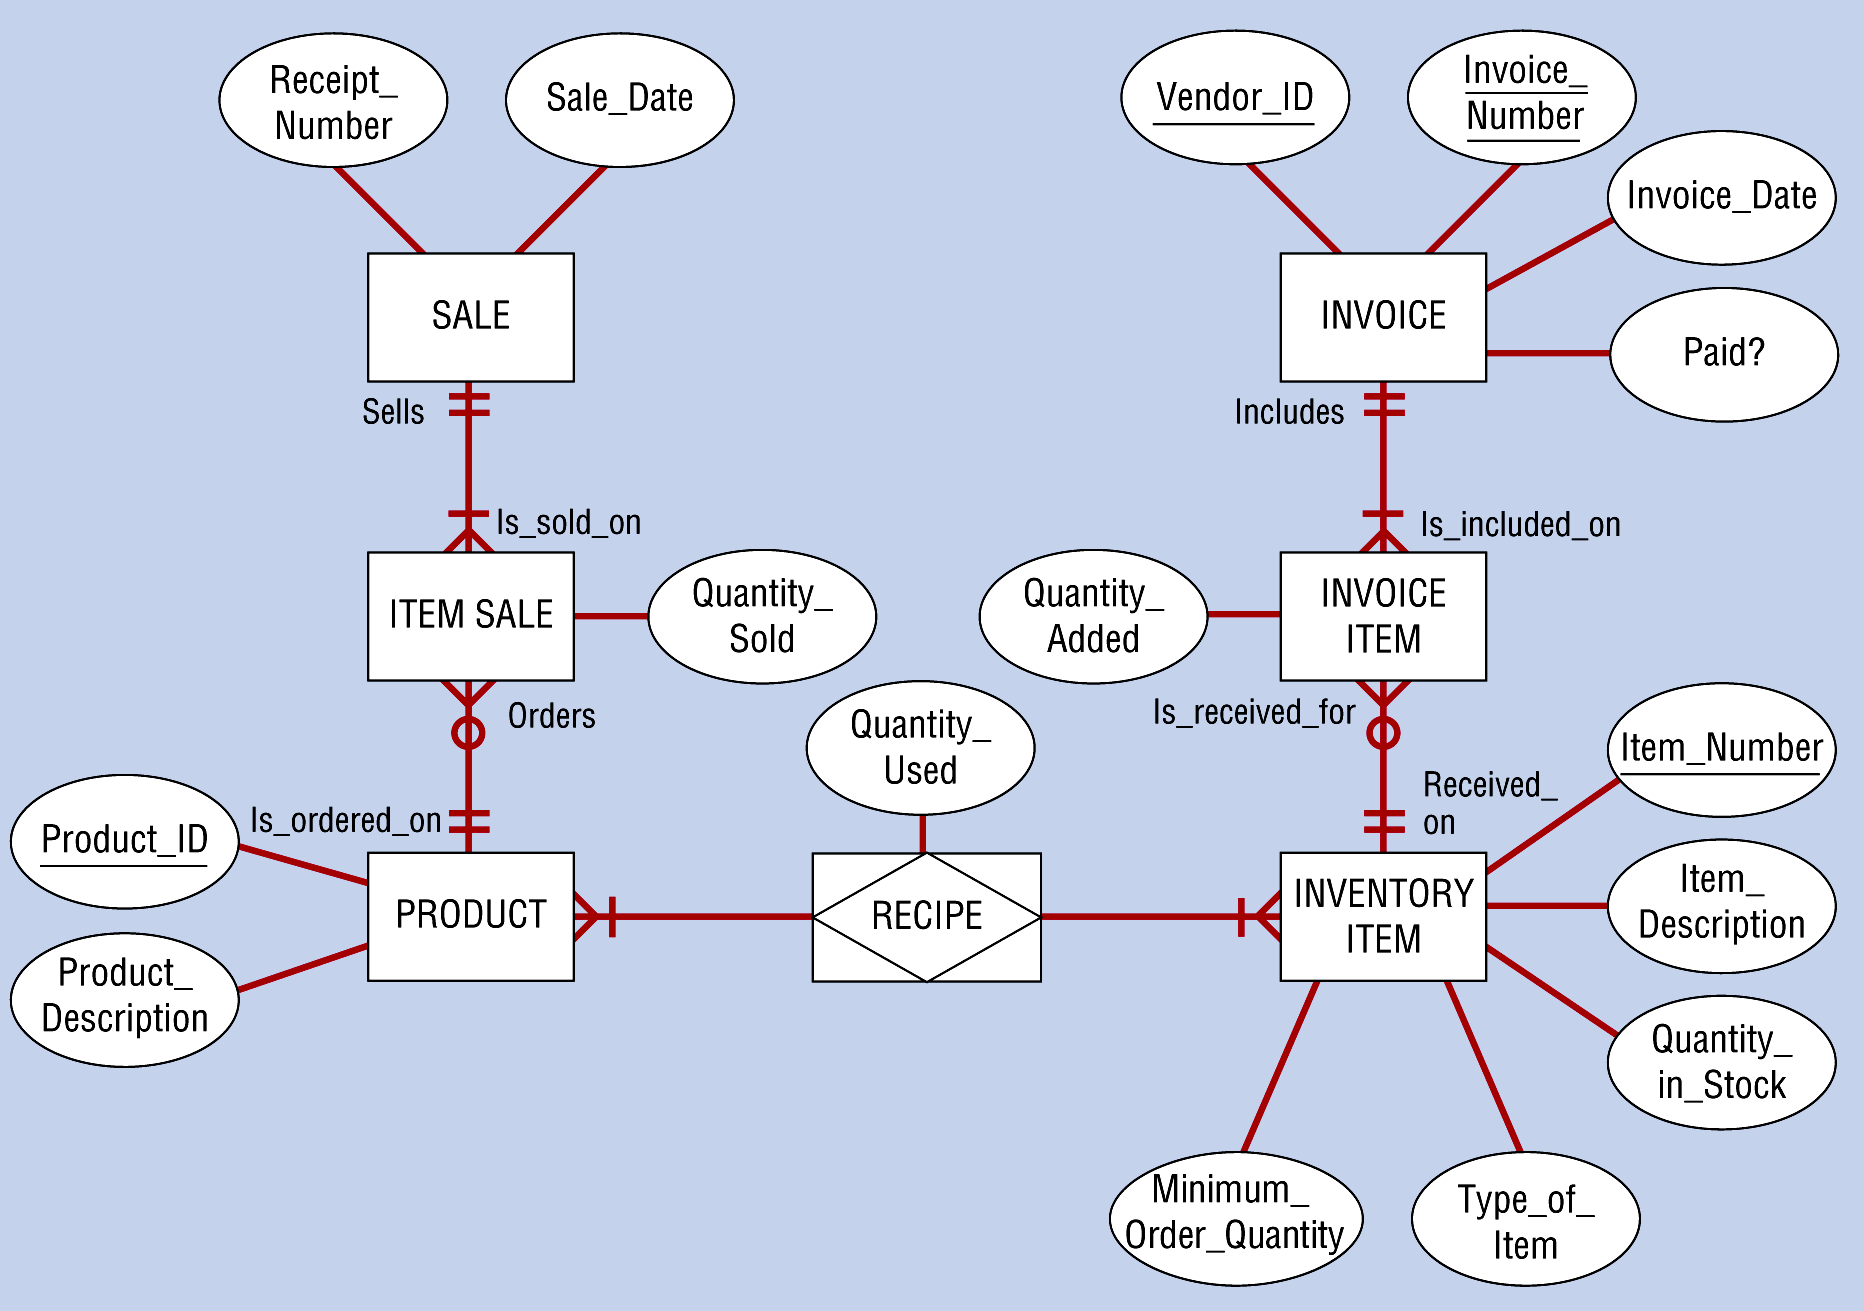 Receipt_
Number
Sale_Date
Vendor_ID
Invoice_
Number
Invoice_Date
SALE
INVOICE
Paid?
Sells
Includes
Is_sold_on
Is_included_on
ITEM SALE
Quantity_
Sold
Quantity_
Added
INVOICE
ITEM
Orders
Is_received_for
Quantity_
Used
Item_Number
Received_
on
Is_ordered_on
Product_ID
PRODUCT
RECIPE
INVENTORY
ITEM
Item_
Description
Product_
Description
Quantity_
in_Stock
Minimum_
Order_Quantity
Type_of_
Item